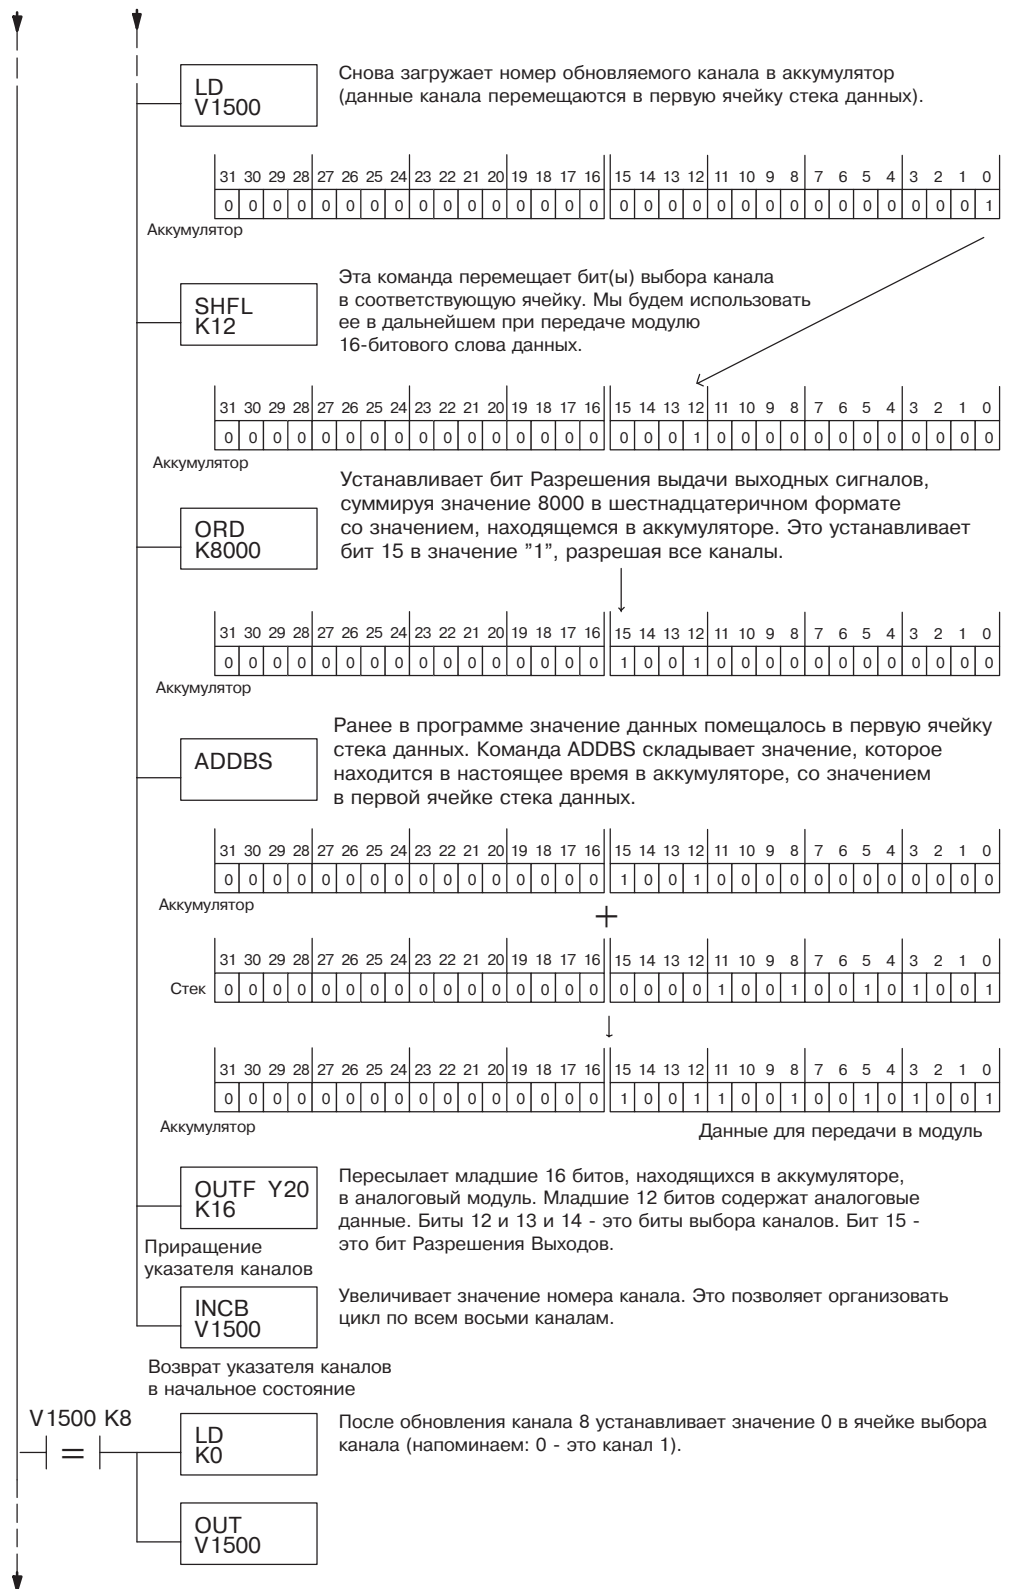 LD
V1500
Снова загружает номер обновляемого канала в аккумулятор
(данные канала перемещаются в первую ячейку стека данных).
31 30 29 28 27 26 25 24 23 22 21 20 19 18 17 16 15 14 13 12 11 10 9 8 7 6 5 4 3 2 1 0
0 0 0 0 0 0 0 0 0 0 0 0 0 0 0 0 0 0 0 0 0 0 0 0 0 0 0 0 0 0 0 1
Аккумулятор
SHFL
K12
Эта команда перемещает бит(ы) выбора канала
в соответствующую ячейку. Мы будем использовать
ее в дальнейшем при передаче модулю
16-битового слова данных.
31 30 29 28 27 26 25 24 23 22 21 20 19 18 17 16 15 14 13 12 11 10 9 8 7 6 5 4 3 2 1 0
0 0 0 0 0 0 0 0 0 0 0 0 0 0 0 0 0 0 0 1 0 0 0 0 0 0 0 0 0 0 0 0
Аккумулятор
ORD
K8000
Устанавливает бит Разрешения выдачи выходных сигналов,
суммируя значение 8000 в шестнадцатеричном формате
со значением, находящемся в аккумуляторе. Это устанавливает
бит 15 в значение ”1”, разрешая все каналы.
31 30 29 28 27 26 25 24 23 22 21 20 19 18 17 16 15 14 13 12 11 10 9 8 7 6 5 4 3 2 1 0
0 0 0 0 0 0 0 0 0 0 0 0 0 0 0 0 1 0 0 1 0 0 0 0 0 0 0 0 0 0 0 0
Аккумулятор
ADDBS
Ранее в программе значение данных помещалось в первую ячейку
стека данных. Команда ADDBS складывает значение, которое
находится в настоящее время в аккумуляторе, со значением
в первой ячейке стека данных.
31 30 29 28 27 26 25 24 23 22 21 20 19 18 17 16 15 14 13 12 11 10 9 8 7 6 5 4 3 2 1 0
0 0 0 0 0 0 0 0 0 0 0 0 0 0 0 0 1 0 0 1 0 0 0 0 0 0 0 0 0 0 0 0
Аккумулятор
+
31 30 29 28 27 26 25 24 23 22 21 20 19 18 17 16 15 14 13 12 11 10 9 8 7 6 5 4 3 2 1 0
Стек 0 0 0 0 0 0 0 0 0 0 0 0 0 0 0 0 0 0 0 0 1 0 0 1 0 0 1 0 1 0 0 1
31 30 29 28 27 26 25 24 23 22 21 20 19 18 17 16 15 14 13 12 11 10 9 8 7 6 5 4 3 2 1 0
0 0 0 0 0 0 0 0 0 0 0 0 0 0 0 0 1 0 0 1 1 0 0 1 0 0 1 0 1 0 0 1
Аккумулятор
Данные для передачи в модуль
OUTF Y20
K16
Пересылает младшие 16 битов, находящихся в аккумуляторе,
в аналоговый модуль. Младшие 12 битов содержат аналоговые
данные. Биты 12 и 13 и 14 - это биты выбора каналов. Бит 15 -
это бит Разрешения Выходов.
Приращение
указателя каналов
INCB
V1500
Увеличивает значение номера канала. Это позволяет организовать
цикл по всем восьми каналам.
Возврат указателя каналов
в начальное состояние
V1500 K8
=
LD
K0
После обновления канала 8 устанавливает значение 0 в ячейке выбора
канала (напоминаем: 0 - это канал 1).
OUT
V1500